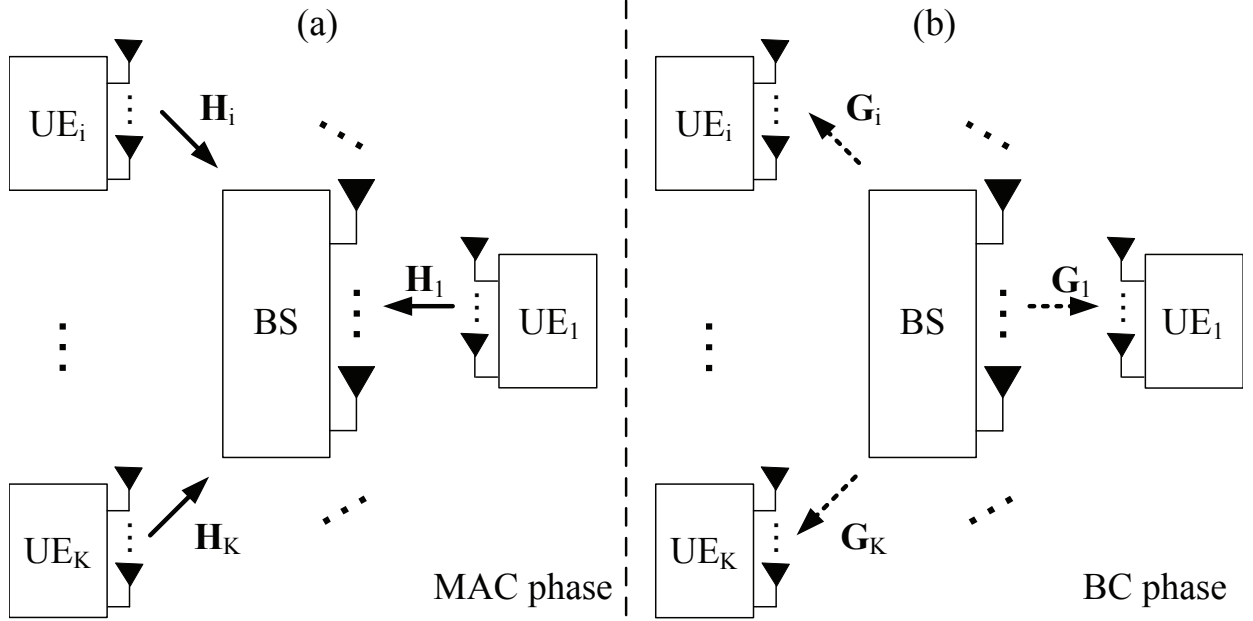 (a)
UEi
Hi
BS
H1
UE1
UEK
HK
MAC phase
(b)
UEi
Gi
BS
G1
UE1
UEK
GK
BC phase